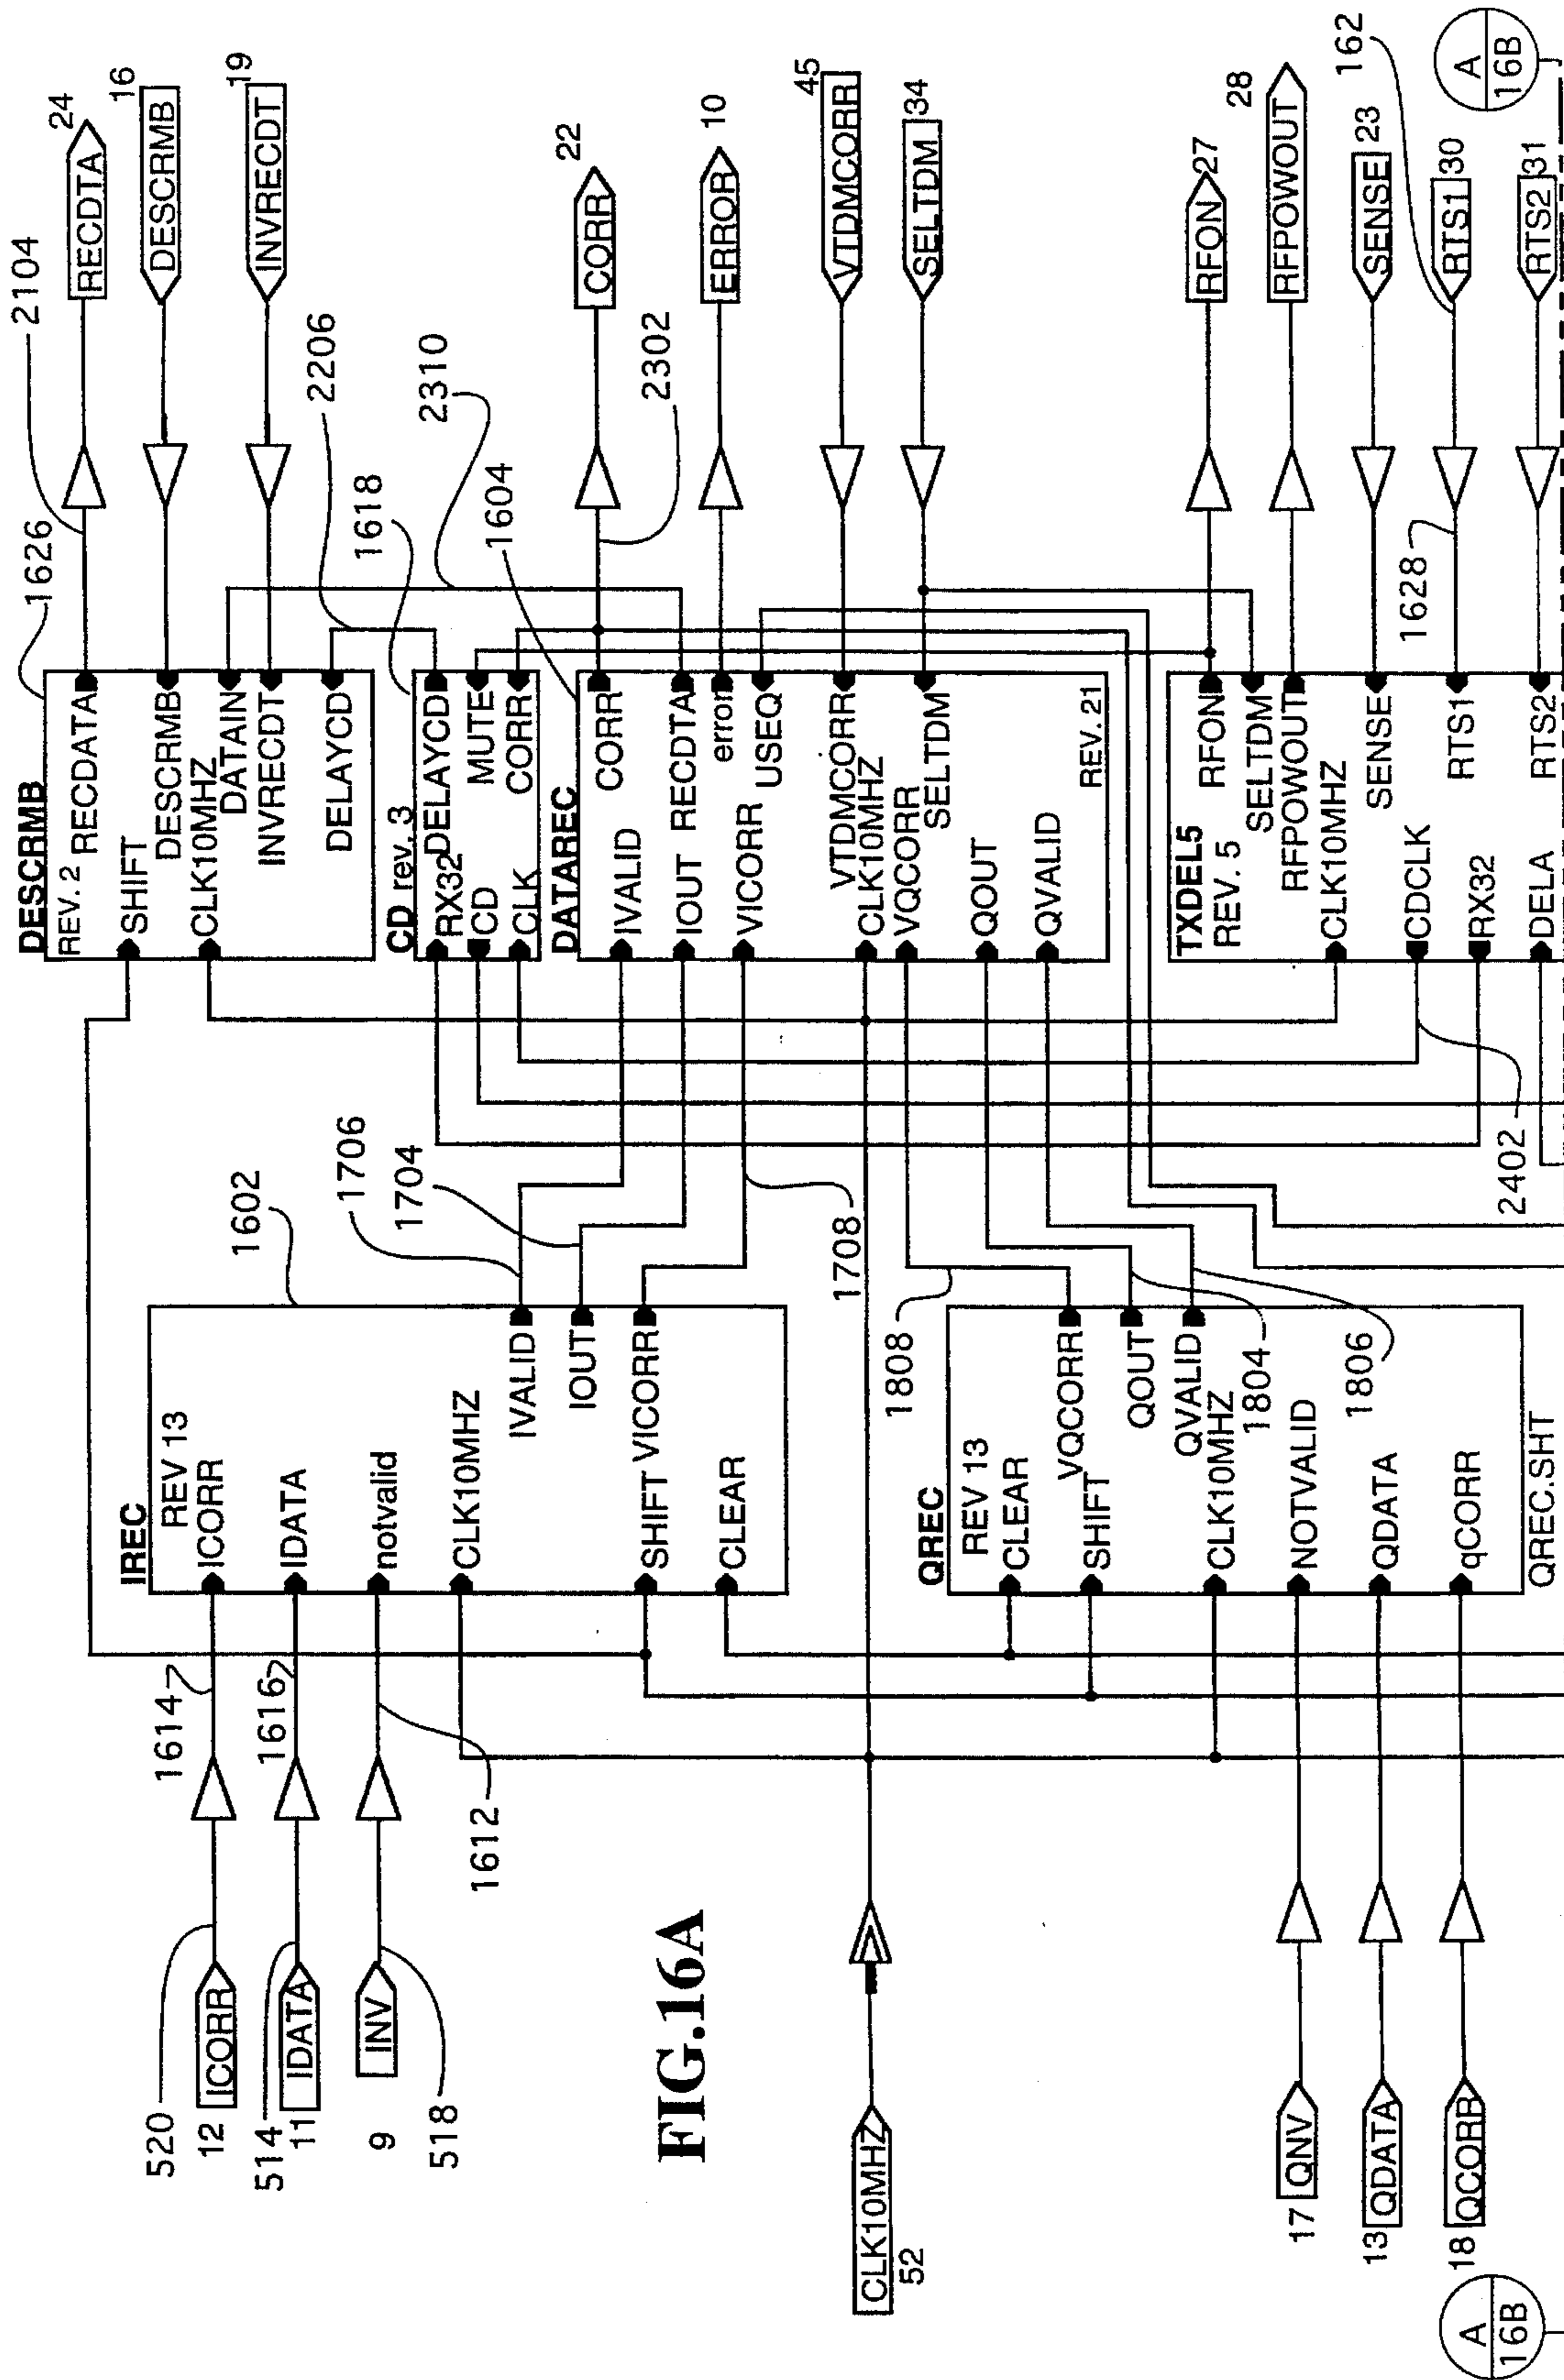 FIG.16A
520
12 ICORR
1614
514
11 IDATA
1616
9 INV
518
1612
CLK10MHZ
52
17 QNV
13 QDATA
18 QCORR
A
16B
IREC
REV 13
ICORR
IDATA
notvalid
CLK10MHZ
IVALID
IOUT
SHIFT VICORR
CLEAR
1602
1706
1704
1708
QREC
REV 13
CLEAR
VQCORR
SHIFT
QOUT
QVALID
CLK10MHZ
NOTVALID
QDATA
qCORR
QREC.SHT
1808
1804
1806
DESCRMB
REV. 2 RECDATA
SHIFT
DESCRMB
CLK10MHZ
DATAIN
INVRECDT
DELAYCD
1626
2104
RECDTA 24
DESCRMB 16
INVRECDT 19
2206
CD rev. 3
RX32 DELAYCD
CD MUTE
CLK CORR
1618
2310
DATAREC
CORR
IVALID
IOUT RECDTA
error
VICORR USEQ
VTDMCORR
CLK10MHZ
VQCORR
SELTDM
QOUT
QVALID
REV. 21
1604
2302
CORR 22
ERROR 10
VTDMCORR 45
SELTDM 34
TXDEL5
REV. 5
RFON
SELTDM
RFPOWOUT
CLK10MHZ
SENSE
CDCLK
RTS1
RX32
DELA RTS2
2402
1628
RFON 27
RFPOWOUT 28
SENSE 23
RTS1 30
162
RTS2 31
A
16B